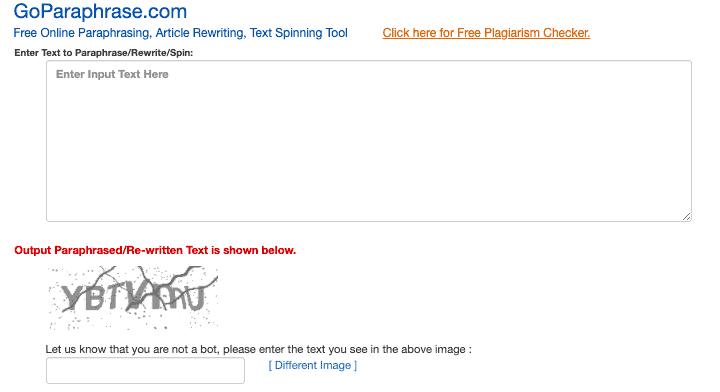 GoParaphrase.com
Free Online Paraphrasing, Article Rewriting, Text Spinning Tool Click here for Free Plagiarism Checker.
Enter Text to Paraphrase/Rewrite/Spin:
Enter Input Text Here
Output Paraphrased/Re-written Text is shown below.
Let us know that you are not a bot, please enter the text you see in the above image :
[ Different Image ]